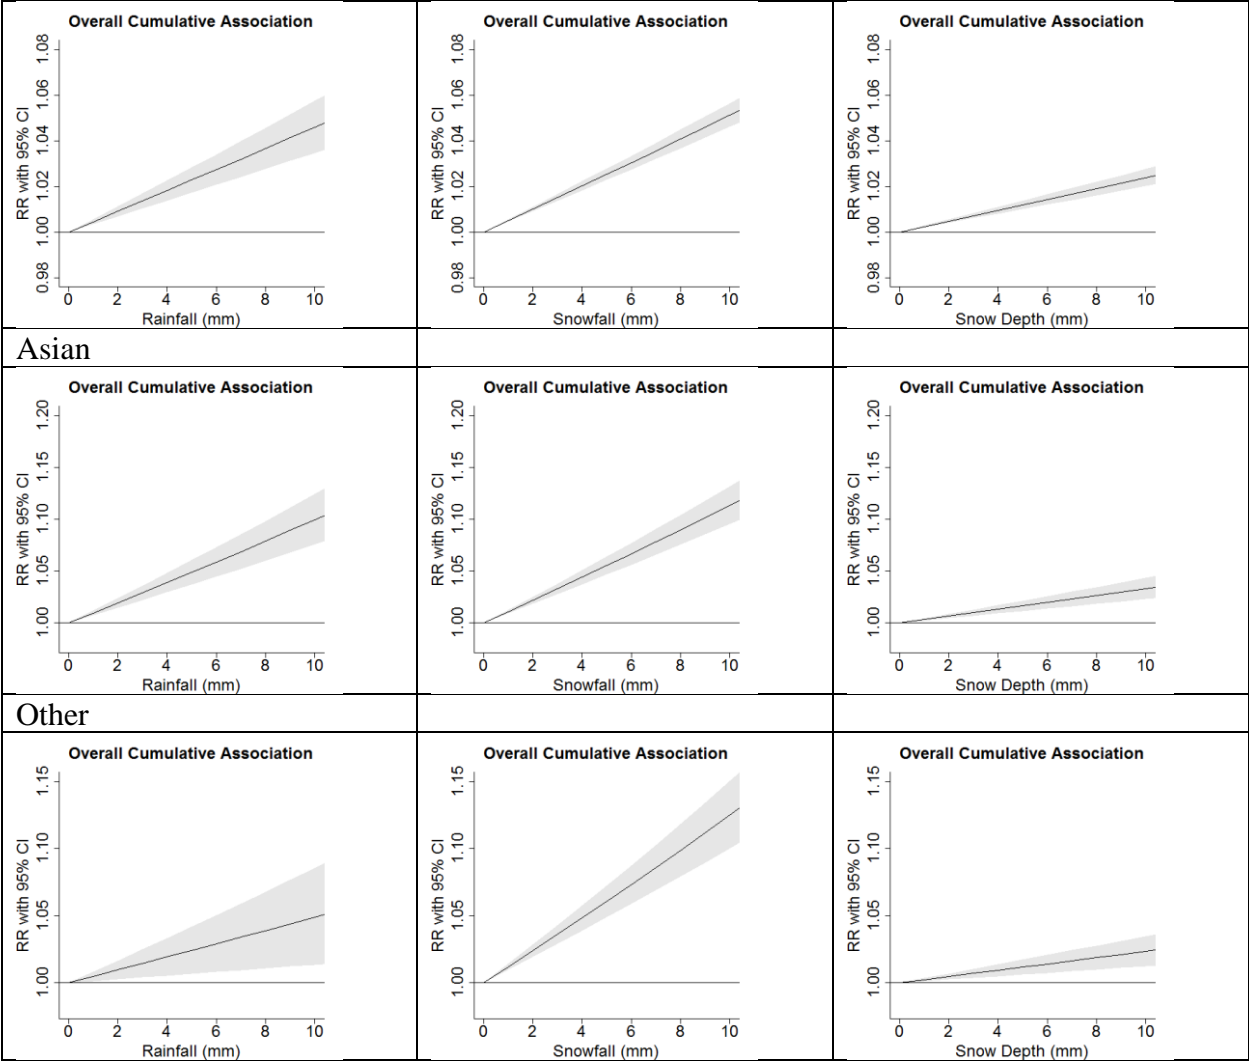 Overall Cumulative Association Overall Cumulative Association Overall Cumulative Association
RR with 95% CI RR with 95% CI RR with 95% CI
1.08 1.08 1.08
1.06 1.06 1.06
1.04 1.04 1.04
1.02 1.02 1.02
1.00 1.00 1.00
0.98 0.98 0.98
0 2 4 6 8 10 0 2 4 6 8 10 0 2 4 6 8 10
Rainfall (mm) Snowfall (mm) Snow Depth (mm)
Asian
Overall Cumulative Association Overall Cumulative Association Overall Cumulative Association
RR with 95% CI RR with 95% CI RR with 95% CI
1.20 1.20 1.20
1.15 1.15 1.15
1.10 1.10 1.10
1.05 1.05 1.05
1.00 1.00 1.00
0 2 4 6 8 10 0 2 4 6 8 10 0 2 4 6 8 10
Rainfall (mm) Snowfall (mm) Snow Depth (mm)
Other
Overall Cumulative Association Overall Cumulative Association Overall Cumulative Association
RR with 95% CI RR with 95% CI RR with 95% CI
1.15 1.15 1.15
1.10 1.10 1.10
1.05 1.05 1.05
1.00 1.00 1.00
0 2 4 6 8 10 0 2 4 6 8 10 0 2 4 6 8 10
Rainfall (mm) Snowfall (mm) Snow Depth (mm)